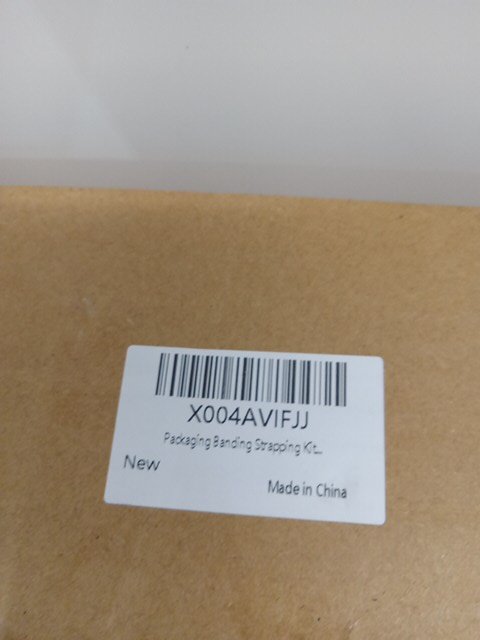 X004AVIFJJ
Packaging Banding Strapping Kit...
New
Made in China